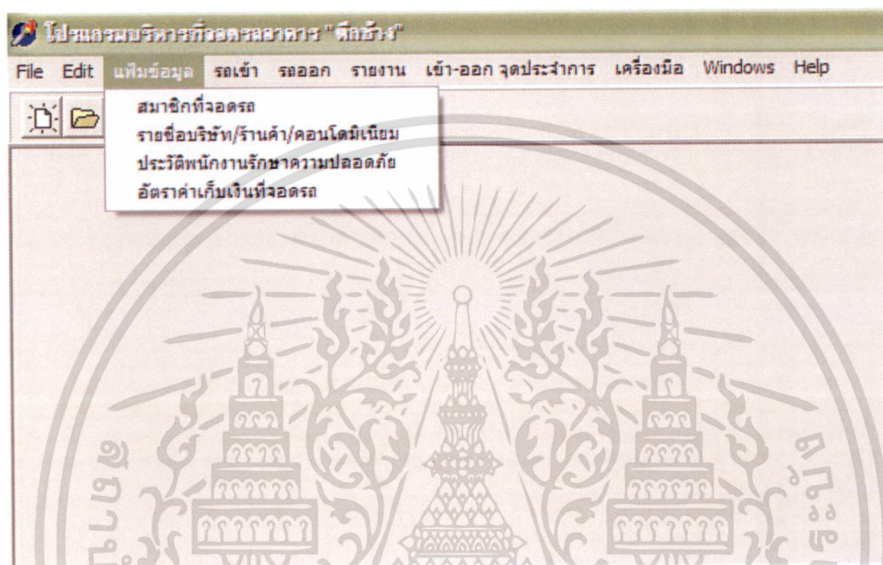 โปรแกรมบริหารที่จอดรถอาคาร "ตึกช้าง"
File Edit แฟ้มข้อมูล รถเข้า รถออก รายงาน เข้า-ออก จุดประจำการ เครื่องมือ Windows Help
สมาชิกที่จอดรถ
รายชื่อบริษัท/ร้านค้า/คอนโดมิเนียม
ประวัติพนักงานรักษาความปลอดภัย
อัตราค่าเก็บเงินที่จอดรถ